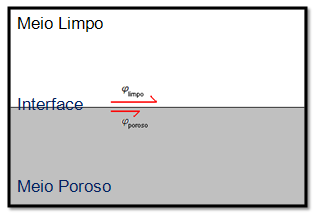 Meio Limpo
φlimpo
Interface
φporoso
Meio Poroso